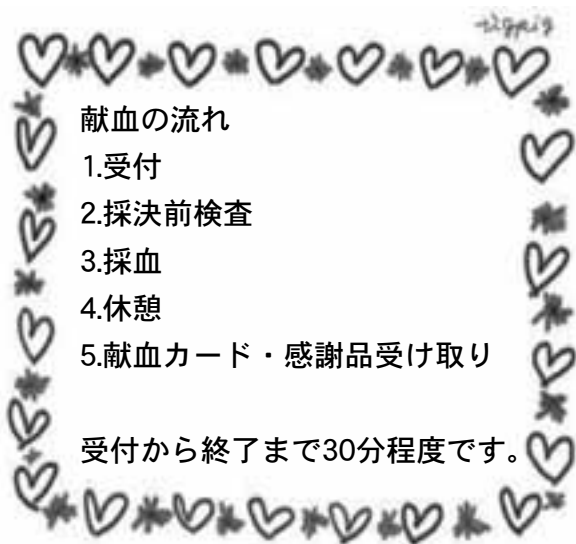 献血の流れ
1.受付
2.採決前検査
3.採血
4.休憩
5.献血カード・感謝品受け取り
受付から終了まで30分程度です。